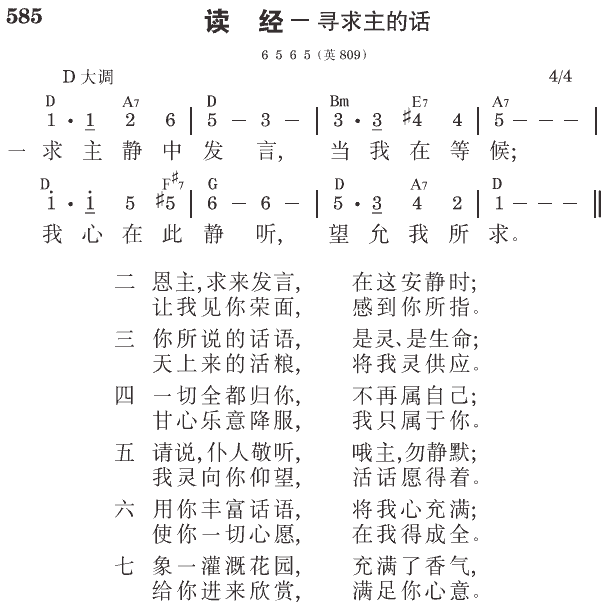 585 读 经 — 寻求主的话
6 5 6 5（英809）
D大调 4/4
D A7 D Bm E7 A7
1 • 1 2 6 | 5 – 3 – | 3 • 3 ♯4 4 | 5 – – – |
一 求 主 静 中 发 言, 当 我 在 等 候;
D F♯7 G D A7 D
1 • 1 5 ♯5 | 6 – 6 – | 5 • 3 4 2 | 1 – – – ‖
我 心 在 此 静 听, 望 允 我 所 求。
二 恩主,求来发言, 在这安静时;
让我见你荣面, 感到你所指。
三 你所说的话语, 是灵、是生命;
天上来的活粮, 将我灵供应。
四 一切全都归你, 不再属自己;
甘心乐意降服, 我只属于你。
五 请说,仆人敬听, 哦主,勿静默;
我灵向你仰望, 活话愿得着。
六 用你丰富话语, 将我心充满;
使你一切心愿, 在我得成全。
七 象一灌溉花园, 充满了香气,
给你进来欣赏, 满足你心意。